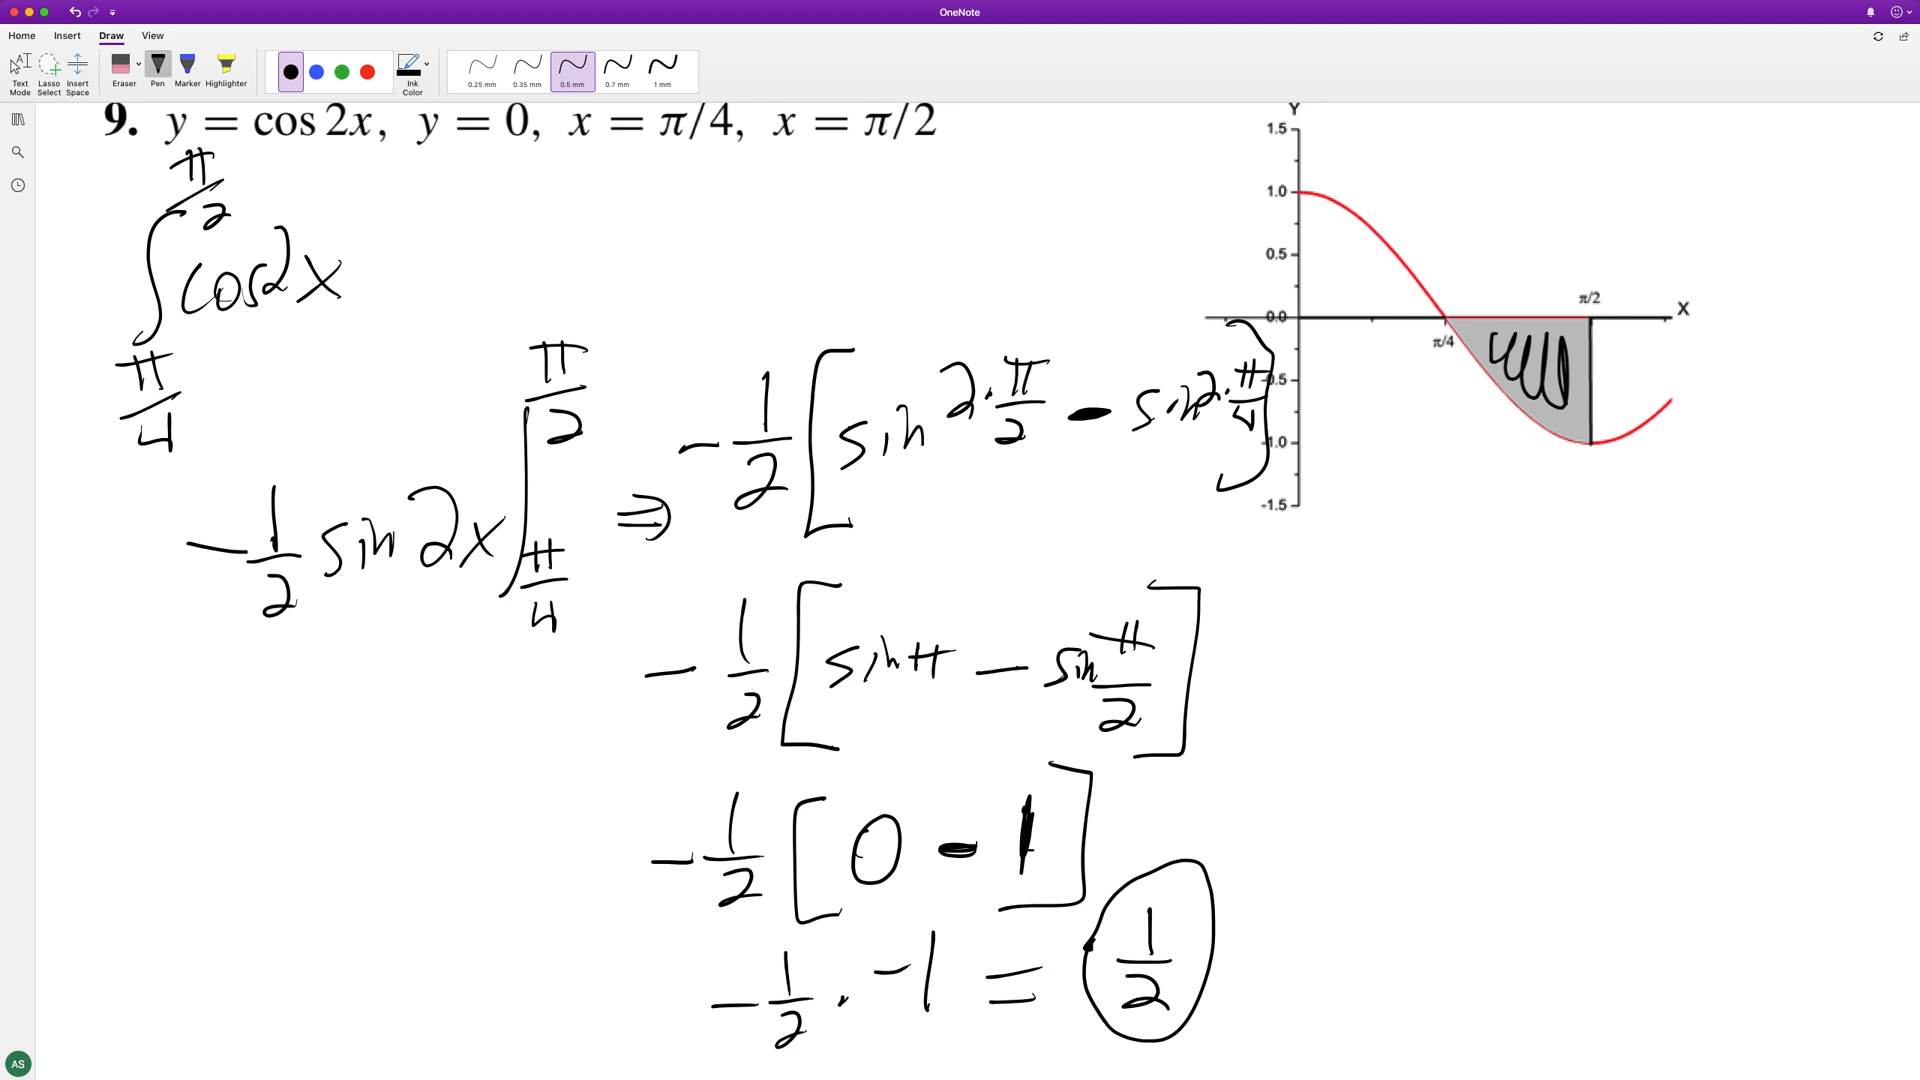 OneNote
Home Insert Draw View
Text Mode Lasso Select Insert Space Eraser Pen Marker Highlighter Ink Color 0.25 mm 0.35 mm 0.5 mm 0.7 mm 1 mm
9. y = cos 2x, y = 0, x = π/4, x = π/2
∫ π/2 π/4 cos2x
-1/2 sin 2x | π/2 π/4 ⇒ -1/2 [sin 2·π/2 - sin 2·π/4]
-1/2 [sin π - sin π/2]
-1/2 [0 - 1]
-1/2 · -1 = 1/2
Y
1.5
1.0
0.5
0.0
-0.5
-1.0
-1.5
π/4
π/2
X
AS